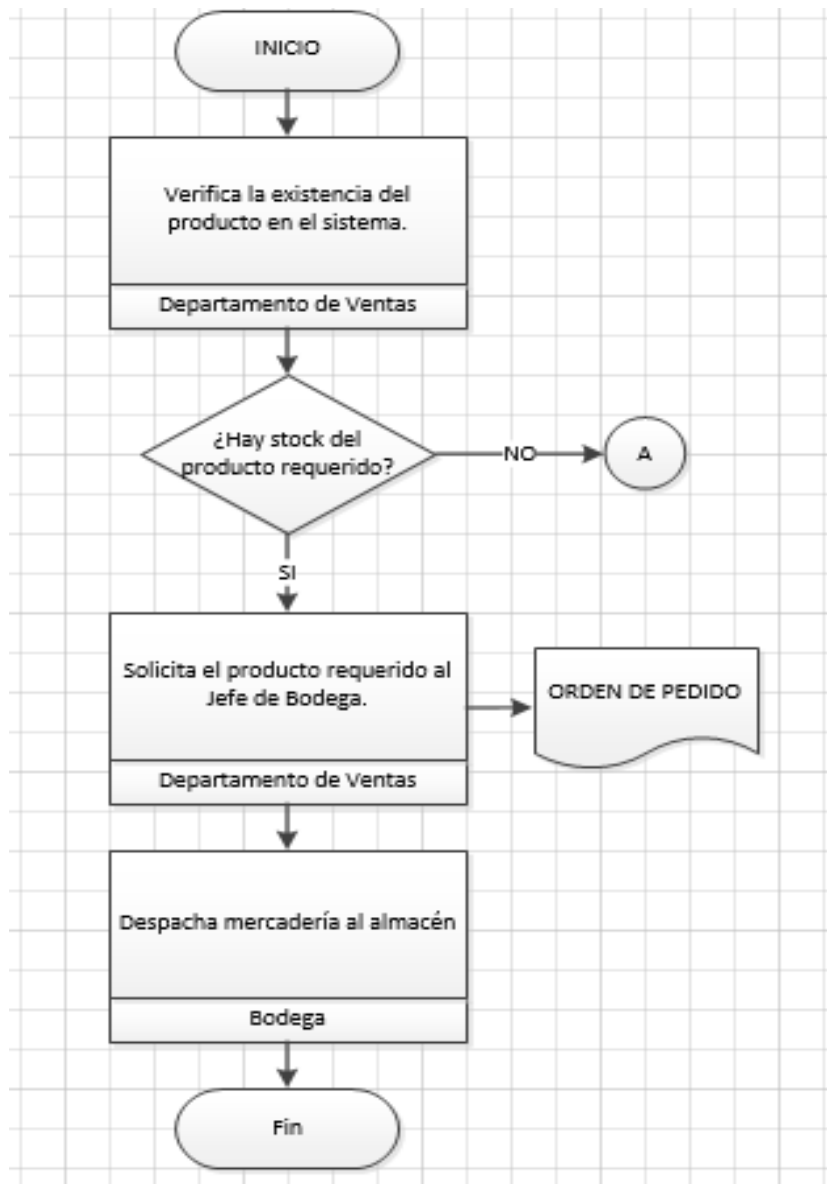 INICIO
Verifica la existencia del
producto en el sistema.
Departamento de Ventas
¿Hay stock del
producto requerido?
NO
A
SI
Solicita el producto requerido al
Jefe de Bodega.
ORDEN DE PEDIDO
Departamento de Ventas
Despacha mercadería al almacén
Bodega
Fin